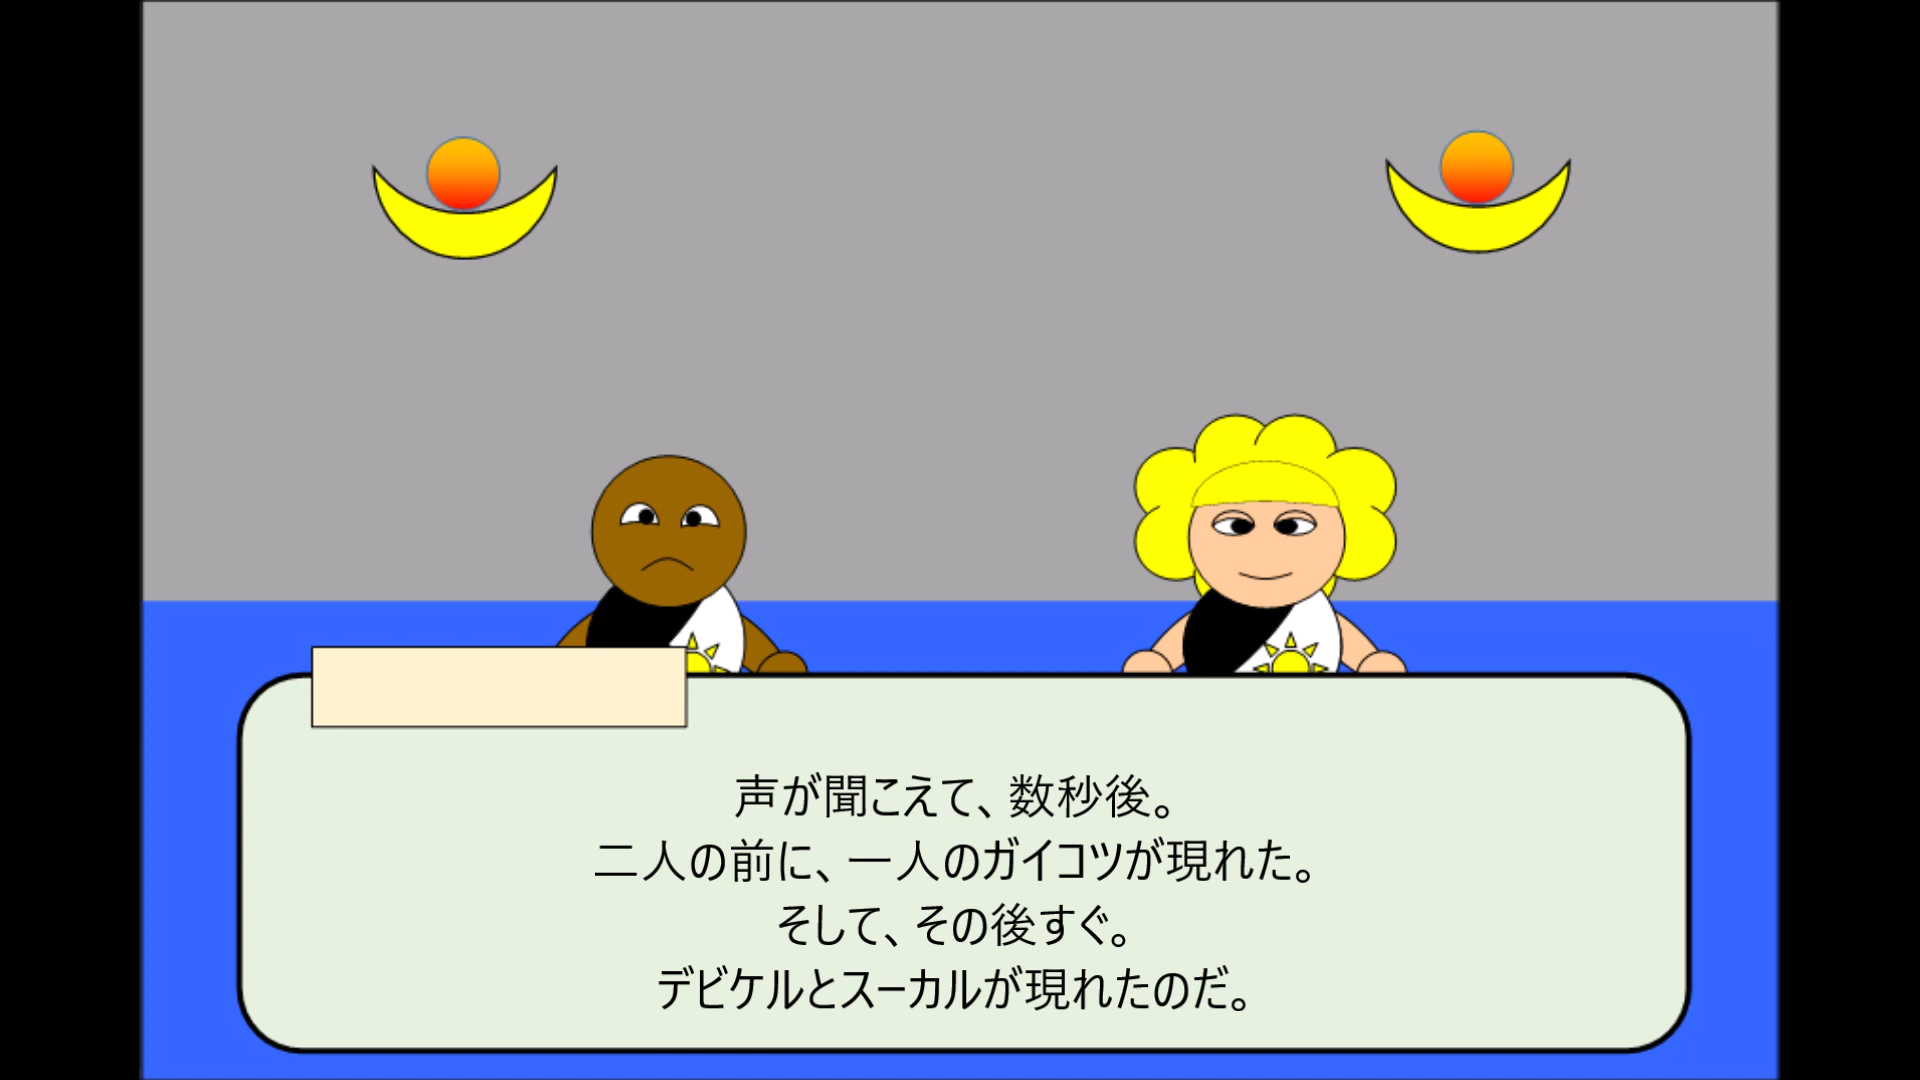 声が聞こえて、数秒後。
二人の前に、一人のガイコツが現れた。
そして、その後すぐ。
デビケルとスーカルが現れたのだ。